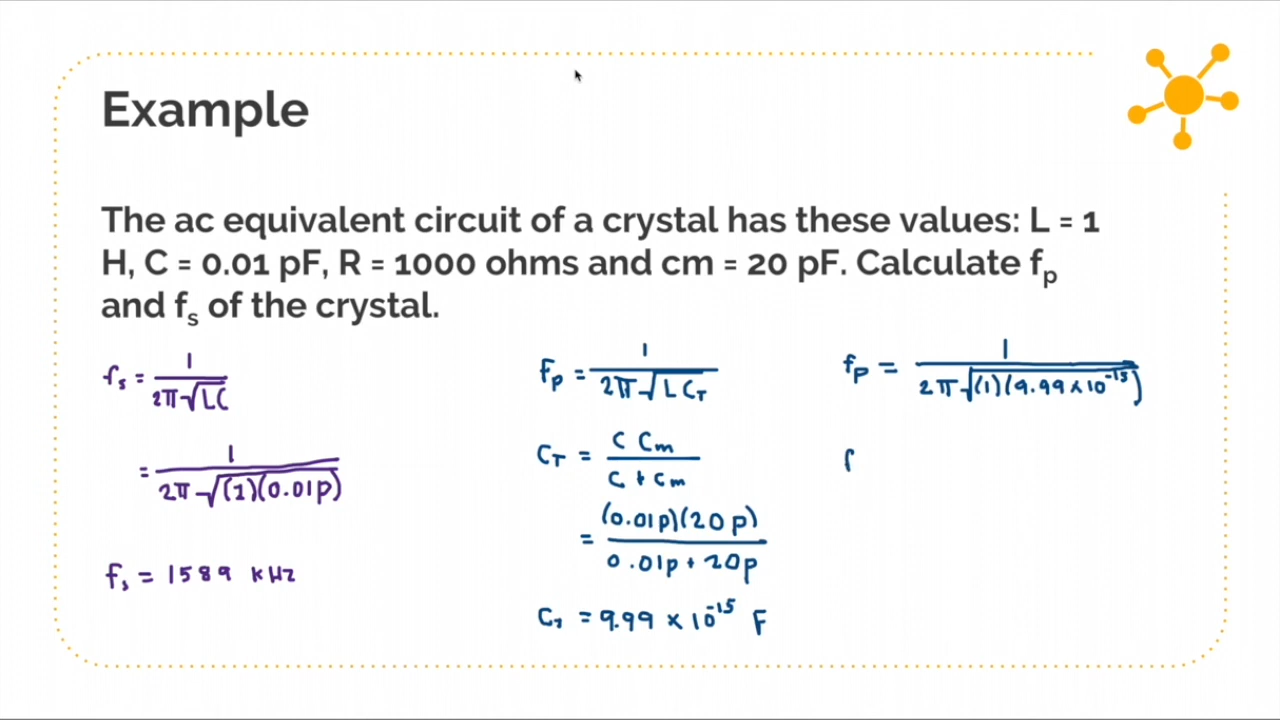 Example
The ac equivalent circuit of a crystal has these values: L = 1
H, C = 0.01 pF, R = 1000 ohms and cm = 20 pF. Calculate fp
and fs of the crystal.
fs = 1 / 2π√LC
= 1 / 2π√(1)(0.01p)
fs = 1589 kHz
Fp = 1 / 2π√LCT
CT = C Cm / C + Cm
= (0.01p)(20p) / 0.01p + 20p
CT = 9.99 × 10^-15 F
fp = 1 / 2π√(1)(9.99 × 10^-15)